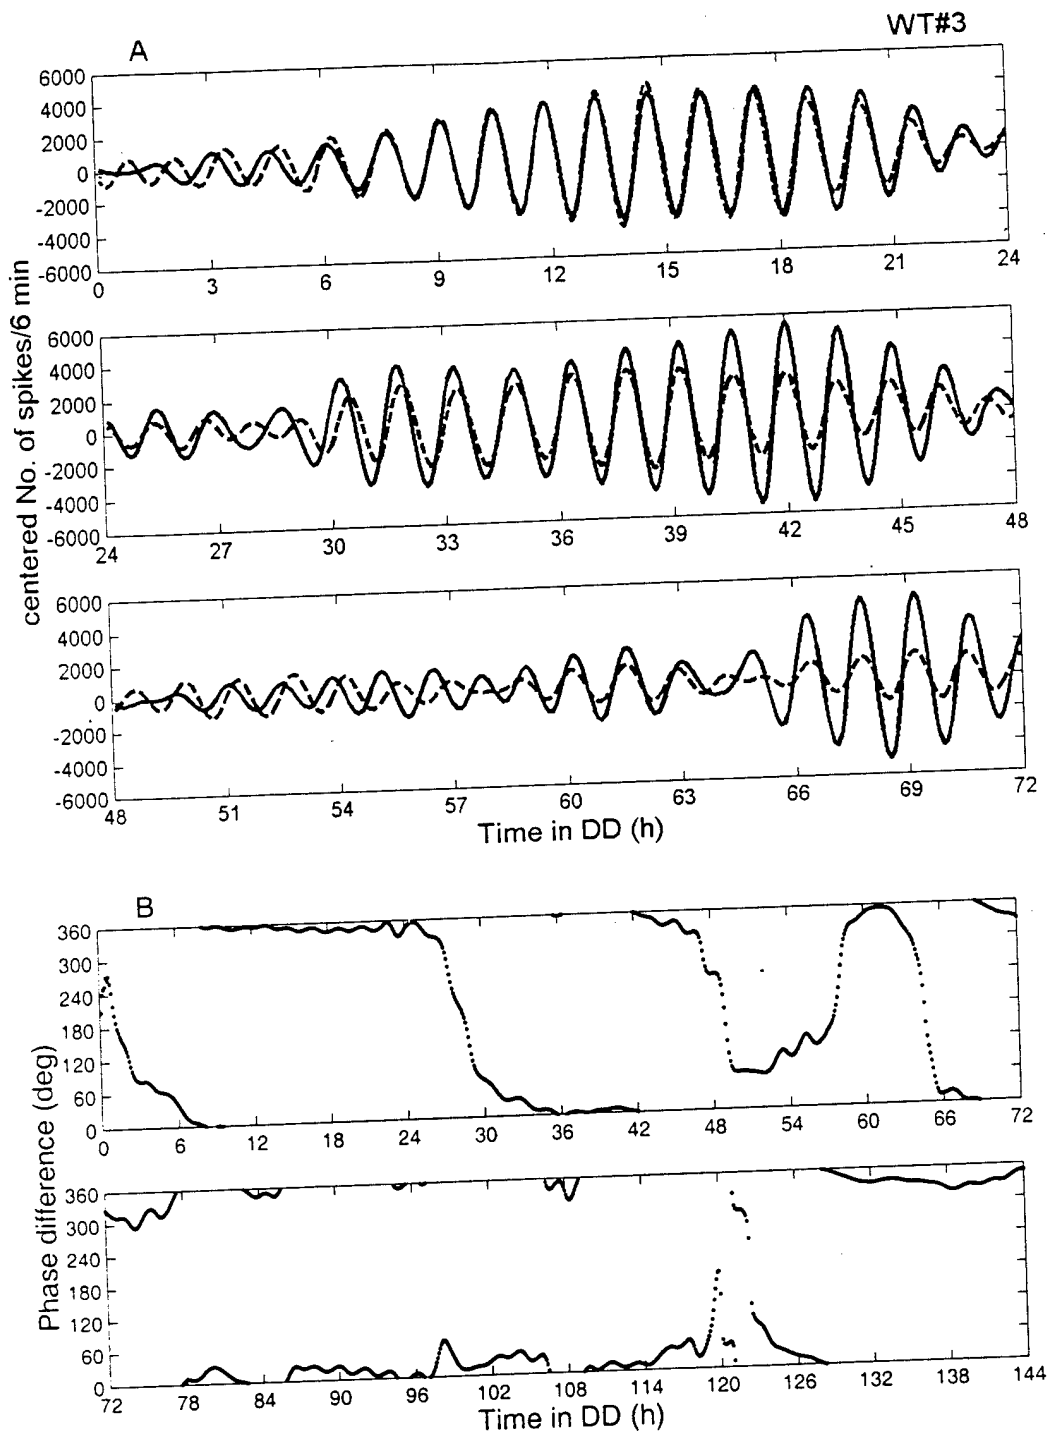 WT#3
A
centered No. of spikes/6 min
6000
4000
2000
0
-2000
-4000
-6000
0 3 6 9 12 15 18 21 24
6000
4000
2000
0
-2000
-4000
-6000
24 27 30 33 36 39 42 45 48
6000
4000
2000
0
-2000
-4000
-6000
48 51 54 57 60 63 66 69 72
Time in DD (h)
B
Phase difference (deg)
360
300
240
180
120
60
0
0 6 12 18 24 30 36 42 48 54 60 66 72
360
300
240
180
120
60
0
72 78 84 90 96 102 108 114 120 126 132 138 144
Time in DD (h)